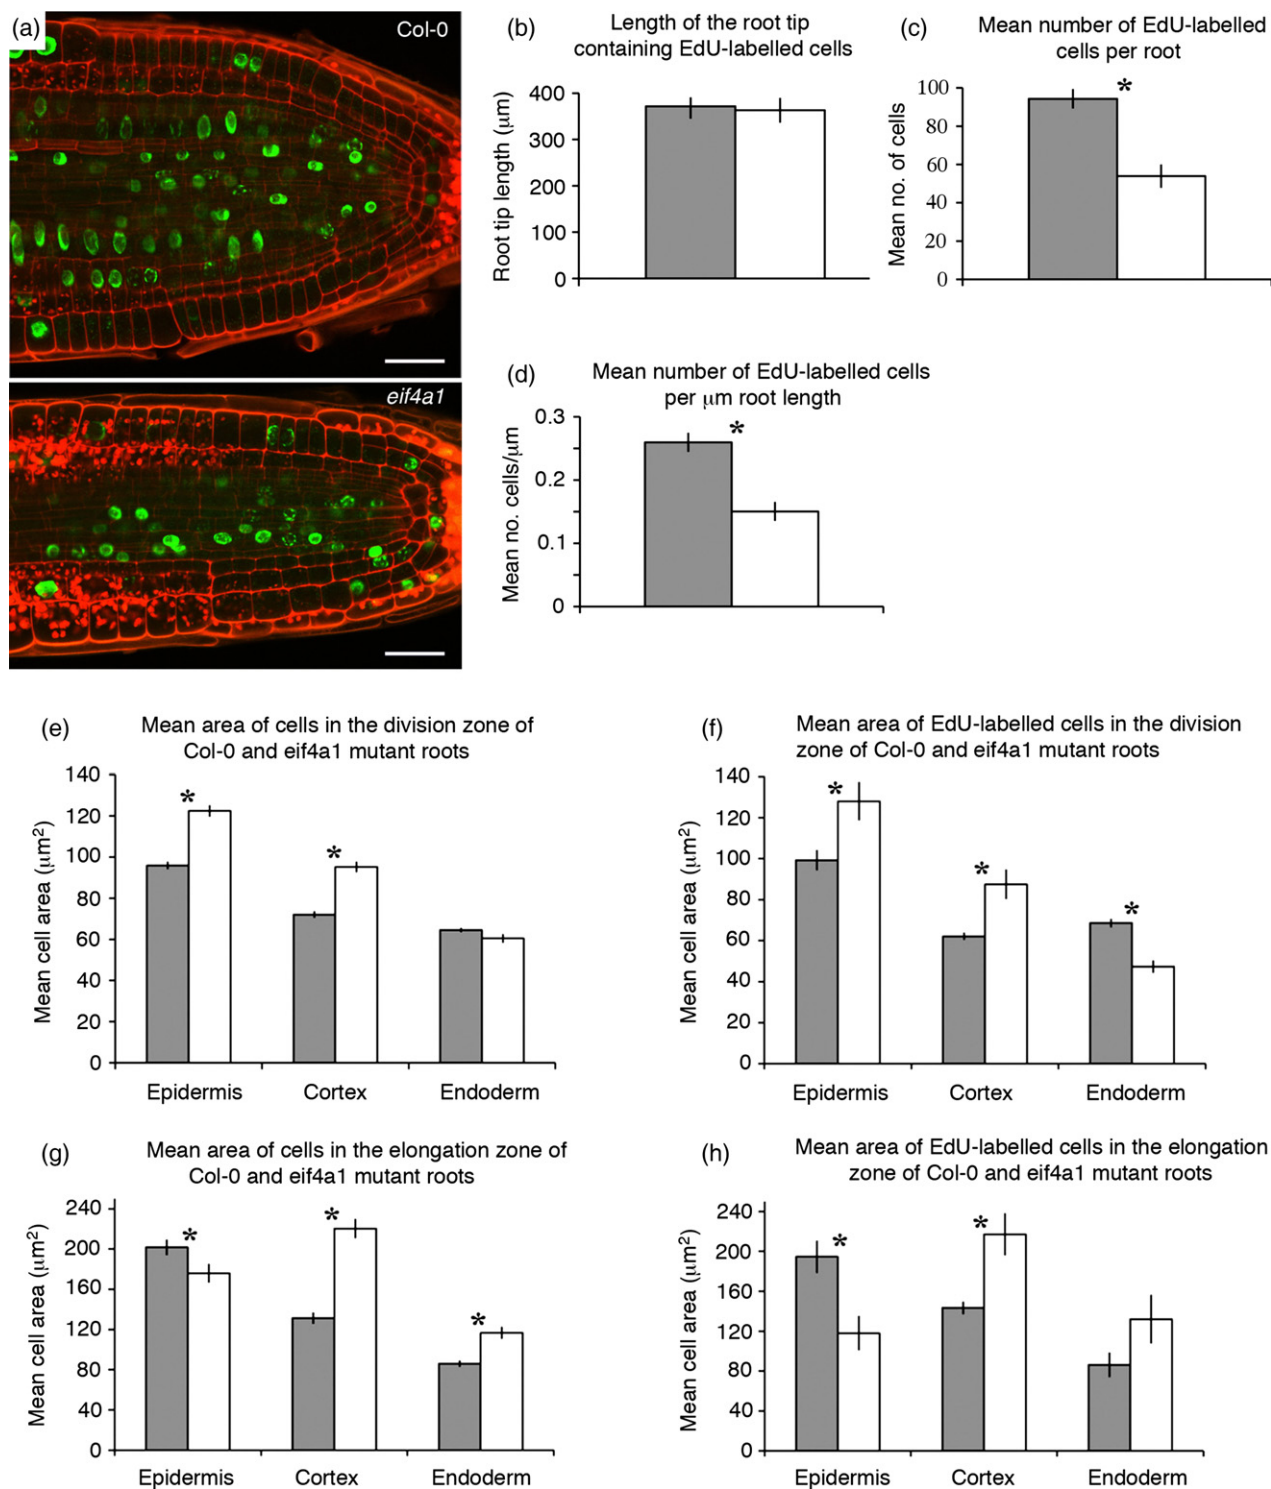 (a)
Col-0
eif4a1
(b)
Length of the root tip
containing EdU-labelled cells
Root tip length (μm)
400
300
200
100
0
(c)
Mean number of EdU-labelled
cells per root
Mean no. of cells
100
80
60
40
20
0
*
(d)
Mean number of EdU-labelled cells
per μm root length
Mean no. cells/μm
0.3
0.2
0.1
0
*
(e)
Mean area of cells in the division zone of
Col-0 and eif4a1 mutant roots
Mean cell area (μm²)
140
120
100
80
60
40
20
0
*
*
Epidermis
Cortex
Endoderm
(f)
Mean area of EdU-labelled cells in the division
zone of Col-0 and eif4a1 mutant roots
Mean cell area (μm²)
140
120
100
80
60
40
20
0
*
*
*
Epidermis
Cortex
Endoderm
(g)
Mean area of cells in the elongation zone of
Col-0 and eif4a1 mutant roots
Mean cell area (μm²)
240
200
160
120
80
40
0
*
*
*
Epidermis
Cortex
Endoderm
(h)
Mean area of EdU-labelled cells in the elongation
zone of Col-0 and eif4a1 mutant roots
Mean cell area (μm²)
240
200
160
120
80
40
0
*
*
Epidermis
Cortex
Endoderm